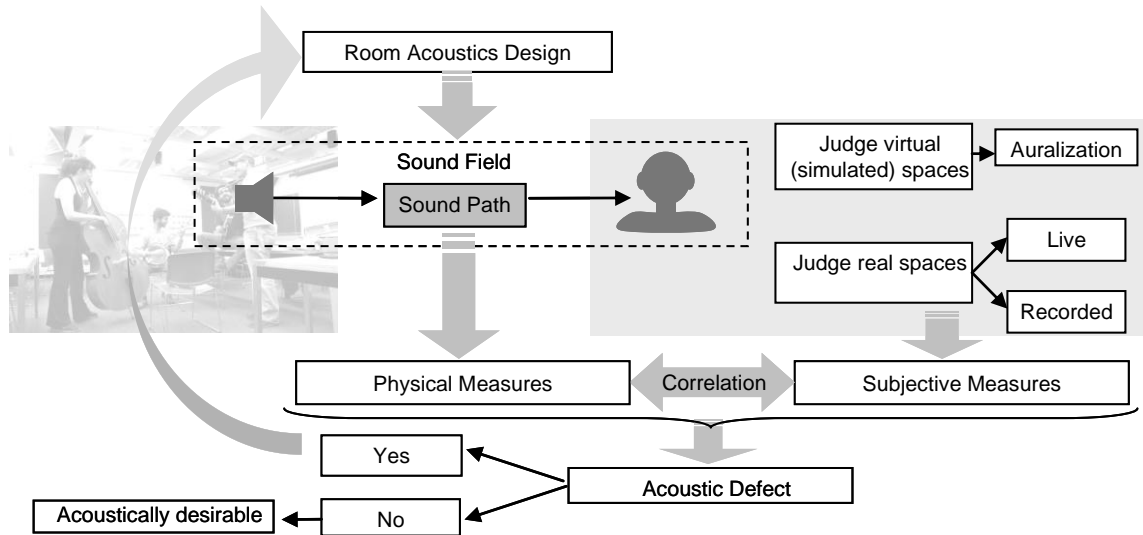 Room Acoustics Design
Sound Field
Sound Path
Judge virtual
(simulated) spaces
Auralization
Judge real spaces
Live
Recorded
Physical Measures
Correlation
Subjective Measures
Yes
Acoustic Defect
No
Acoustically desirable